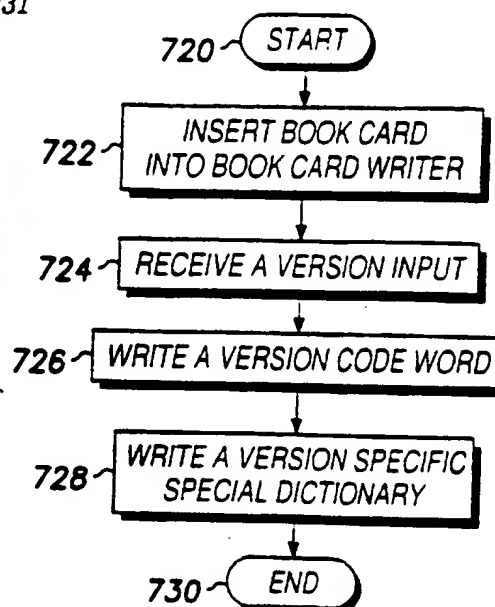 31
720 START
722 INSERT BOOK CARD
INTO BOOK CARD WRITER
724 RECEIVE A VERSION INPUT
726 WRITE A VERSION CODE WORD
728 WRITE A VERSION SPECIFIC
SPECIAL DICTIONARY
730 END